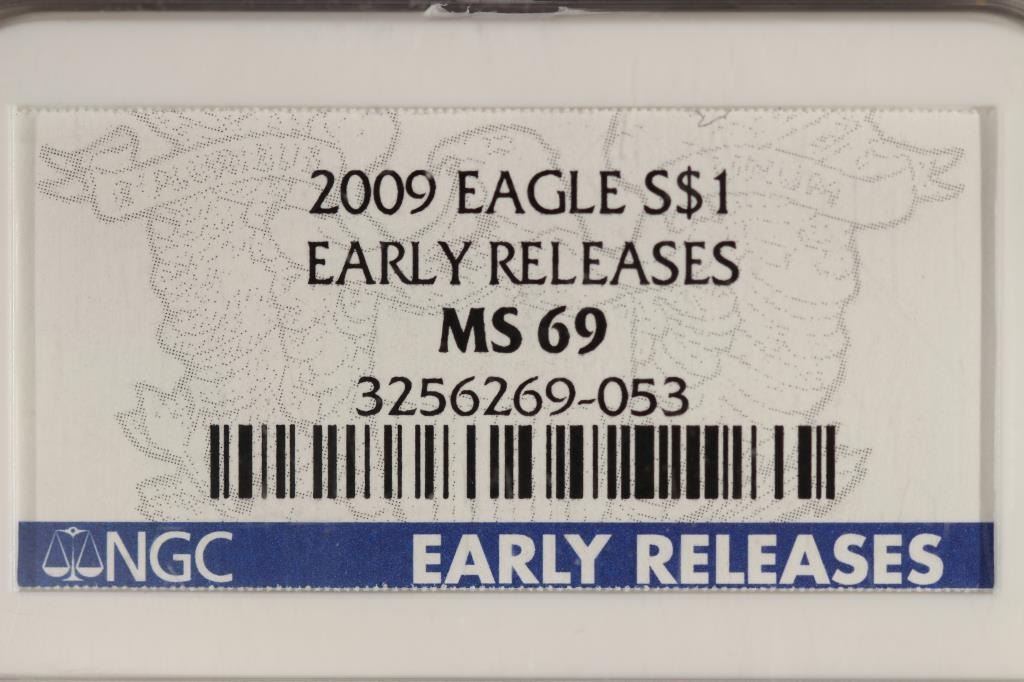 2009 EAGLE S$1
EARLY RELEASES
MS 69
3256269-053
NGC EARLY RELEASES